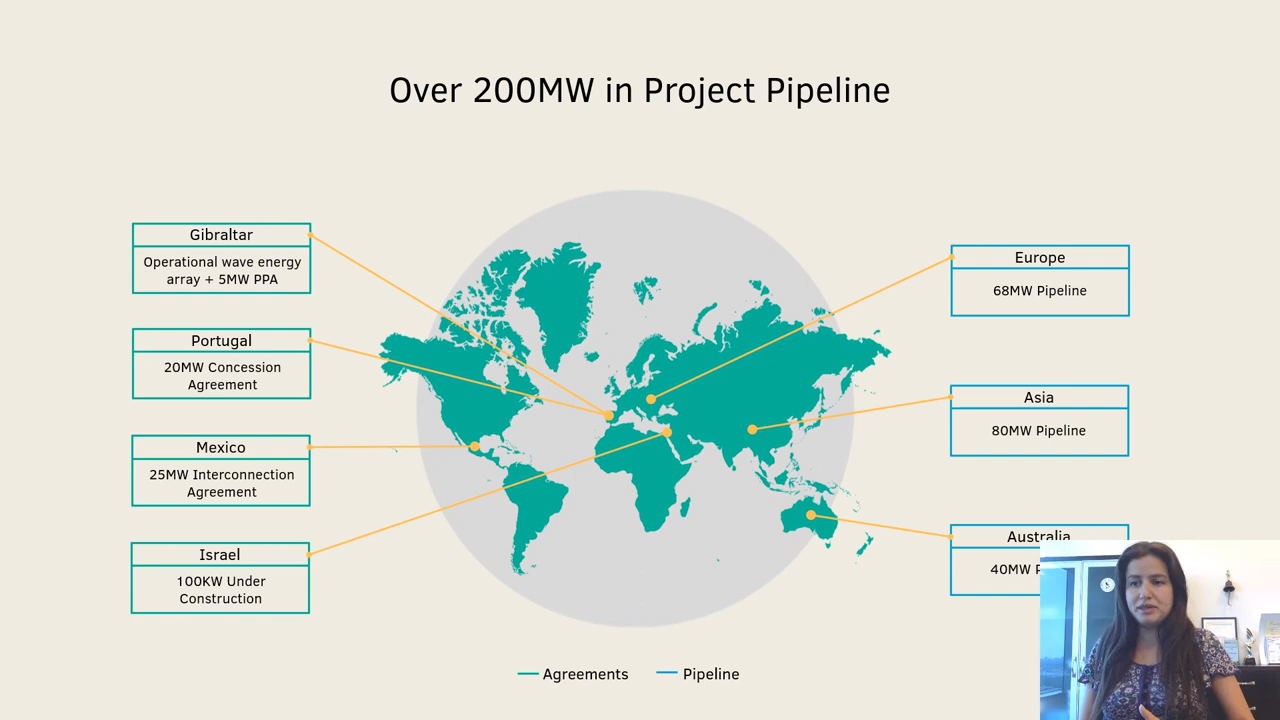 Over 200MW in Project Pipeline
Gibraltar
Operational wave energy
array + 5MW PPA
Portugal
20MW Concession
Agreement
Mexico
25MW Interconnection
Agreement
Israel
100KW Under
Construction
Europe
68MW Pipeline
Asia
80MW Pipeline
Australia
40MW
Agreements
Pipeline